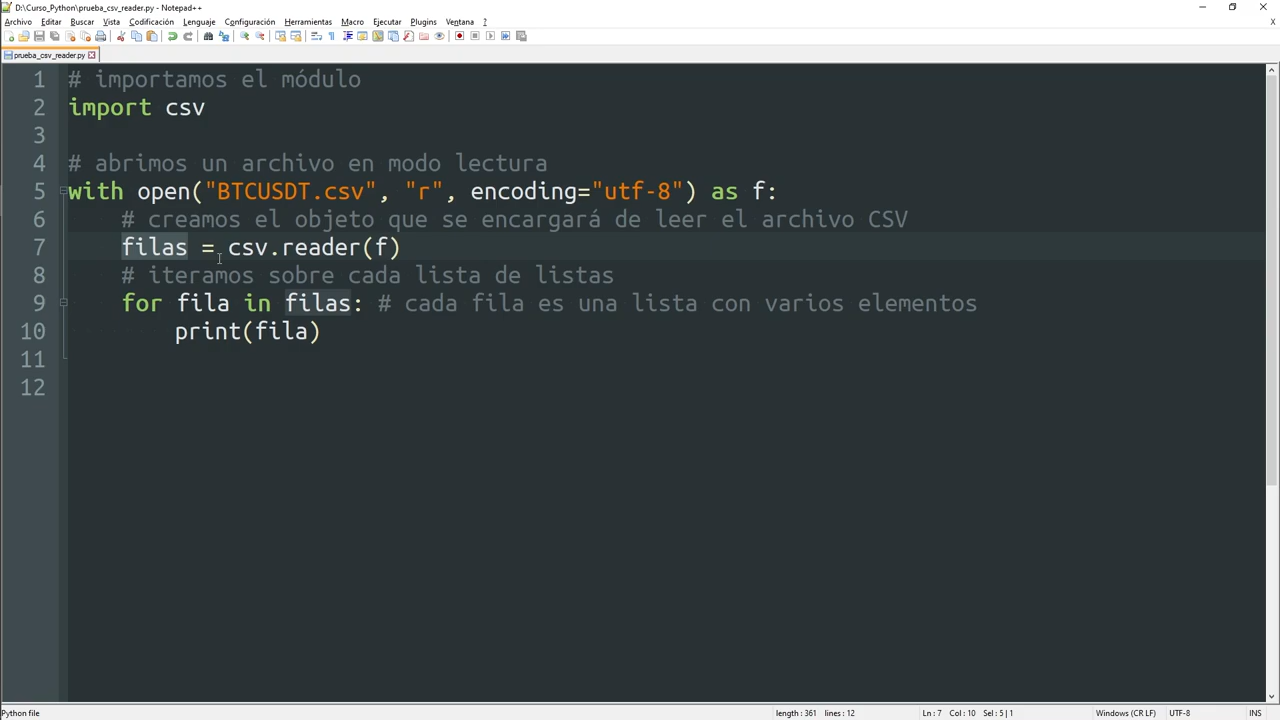 D:\Curso_Python\prueba_csv_reader.py - Notepad++
Archivo Editar Buscar Vista Codificación Lenguaje Configuración Herramientas Macro Ejecutar Plugins Ventana ?
prueba_csv_reader.py
1 # importamos el módulo
2 import csv
3
4 # abrimos un archivo en modo lectura
5 with open("BTCUSDT.csv", "r", encoding="utf-8") as f:
6 # creamos el objeto que se encargará de leer el archivo CSV
7 filas = csv.reader(f)
8 # iteramos sobre cada lista de listas
9 for fila in filas: # cada fila es una lista con varios elementos
10 print(fila)
11
12
Python file length : 361 lines : 12 Ln : 7 Col : 10 Sel : 5 | 1 Windows (CR LF) UTF-8 INS